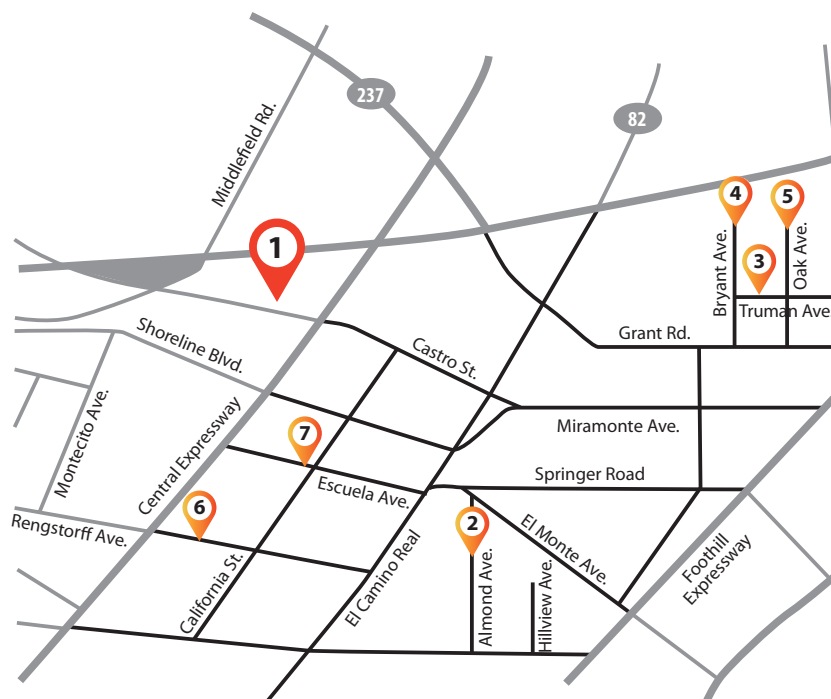 237
82
Middlefield Rd.
1
4
5
3
Bryant Ave.
Oak Ave.
Truman Ave.
Grant Rd.
Shoreline Blvd.
Castro St.
Montecito Ave.
Central Expressway
Miramonte Ave.
7
Escuela Ave.
Springer Road
6
Rengstorff Ave.
2
El Monte Ave.
California St.
El Camino Real
Almond Ave.
Hillview Ave.
Foothill
Expressway